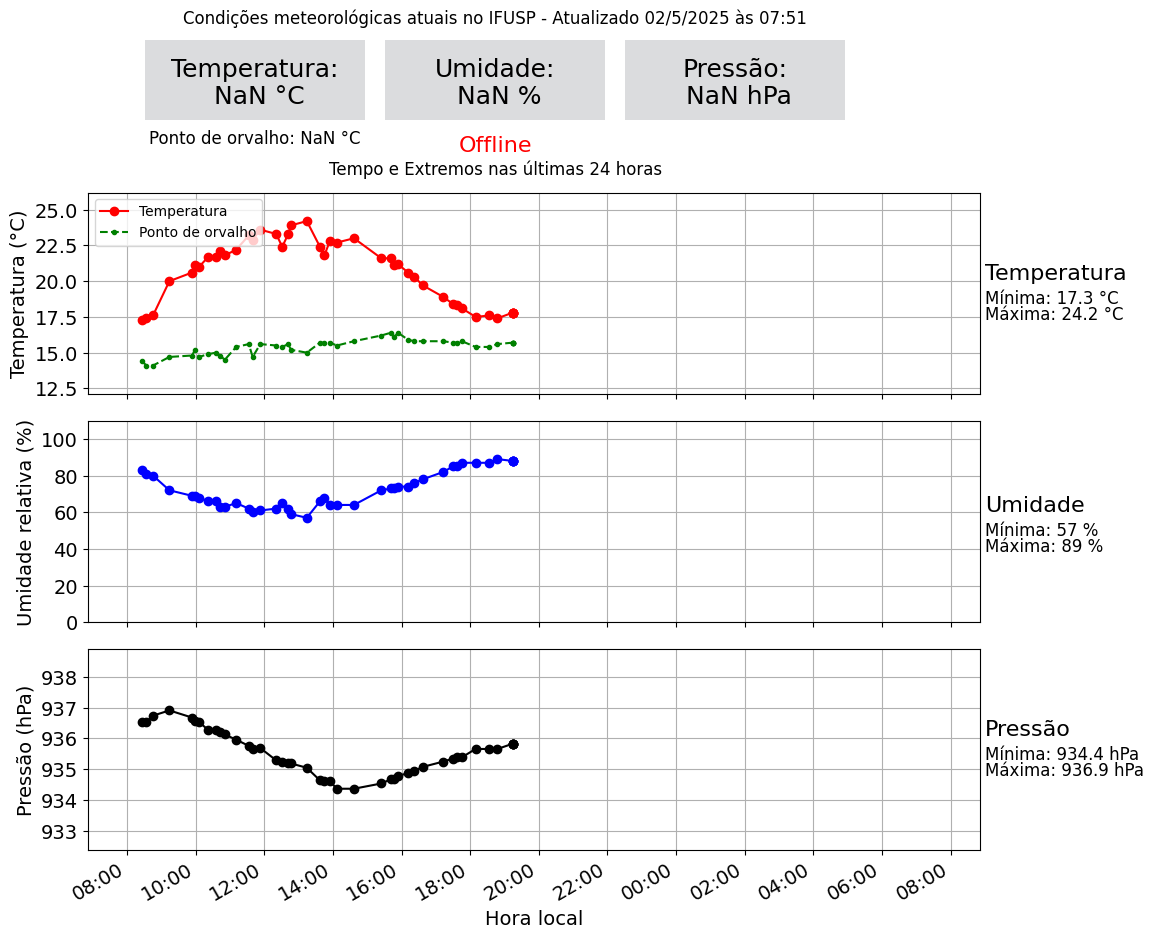 Condições meteorológicas atuais no IFUSP - Atualizado 02/5/2025 às 07:51
Temperatura:
NaN °C
Umidade:
NaN %
Pressão:
NaN hPa
Ponto de orvalho: NaN °C
Offline
Tempo e Extremos nas últimas 24 horas
Temperatura (°C)
25.0
22.5
20.0
17.5
15.0
12.5
Temperatura
Ponto de orvalho
Temperatura
Mínima: 17.3 °C
Máxima: 24.2 °C
Umidade relativa (%)
100
80
60
40
20
0
Umidade
Mínima: 57 %
Máxima: 89 %
Pressão (hPa)
938
937
936
935
934
933
Pressão
Mínima: 934.4 hPa
Máxima: 936.9 hPa
08:00
10:00
12:00
14:00
16:00
18:00
20:00
22:00
00:00
02:00
04:00
06:00
08:00
Hora local